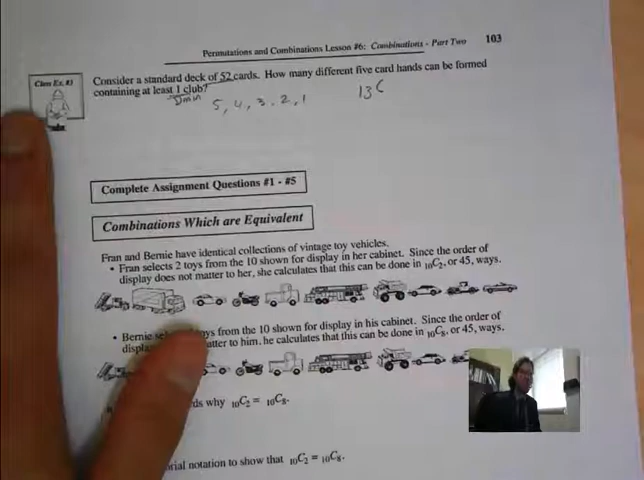 Permutations and Combinations Lesson #6: Combinations - Part Two 103
Class Ex. #3
Consider a standard deck of 52 cards. How many different five card hands can be formed
containing at least 1 club?
min 5, 4, 3, 2, 1 13C
Complete Assignment Questions #1 - #5
Combinations Which are Equivalent
Fran and Bernie have identical collections of vintage toy vehicles.
• Fran selects 2 toys from the 10 shown for display in her cabinet. Since the order of
display does not matter to her, she calculates that this can be done in 10C2, or 45, ways.
• Bernie toys from the 10 shown for display in his cabinet. Since the order of
atter to him, he calculates that this can be done in 10C8, or 45, ways.
ds why 10C2 = 10C8.
rial notation to show that 10C2 = 10C8.